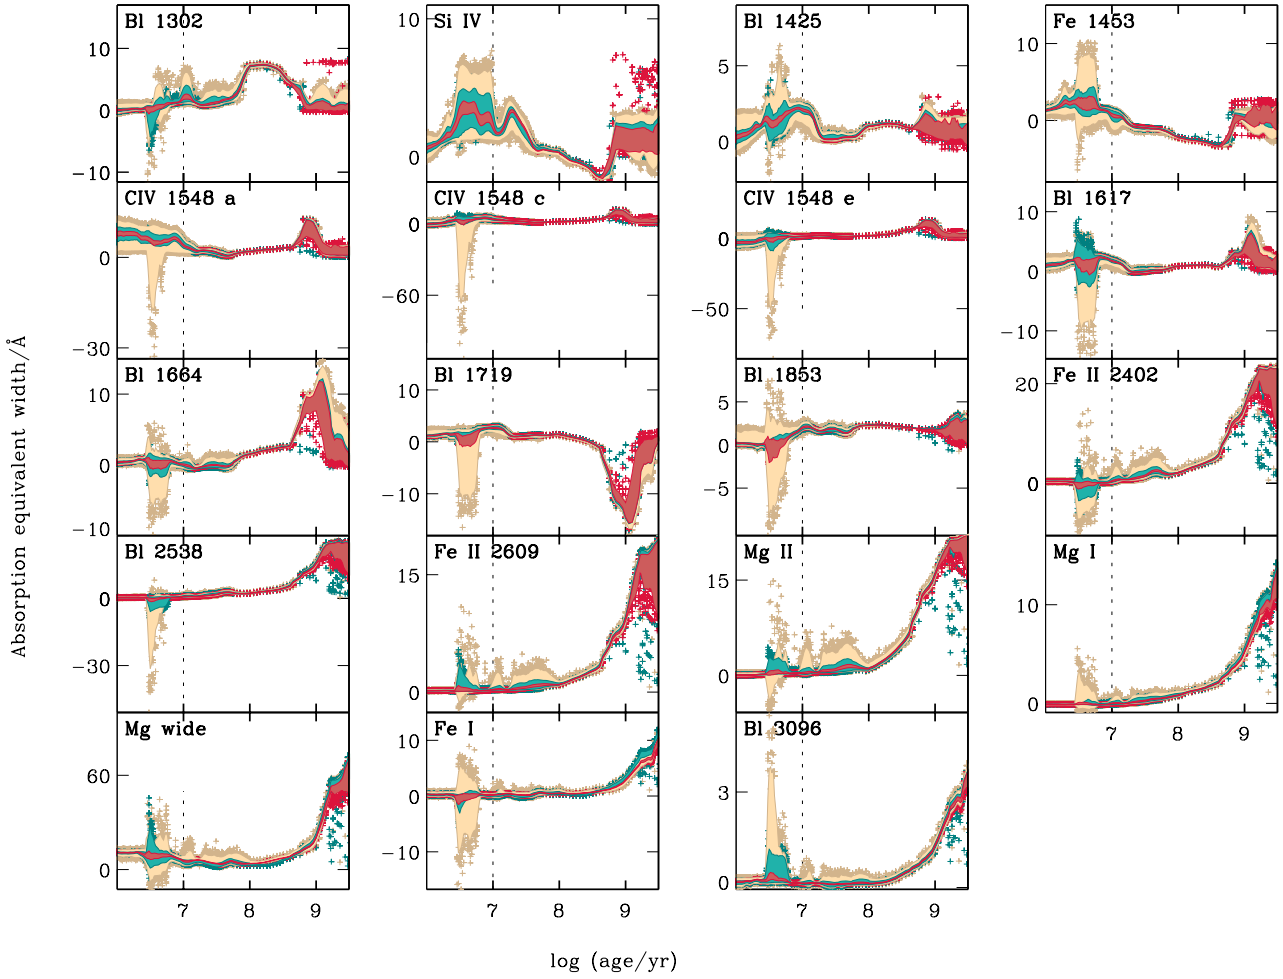 Bl 1302
Si IV
Bl 1425
Fe 1453
10
0
−10
10
0
5
0
10
0
CIV 1548 a
CIV 1548 c
CIV 1548 e
Bl 1617
0
−30
0
−60
0
−50
10
0
−10
Bl 1664
Bl 1719
Bl 1853
Fe II 2402
10
0
−10
10
0
−10
5
0
−5
20
0
Bl 2538
Fe II 2609
Mg II
Mg I
0
−30
15
0
15
0
10
0
7 8 9
Mg wide
Fe I
Bl 3096
60
0
10
0
−10
3
0
7 8 9
7 8 9
7 8 9
Absorption equivalent width/Å
log (age/yr)